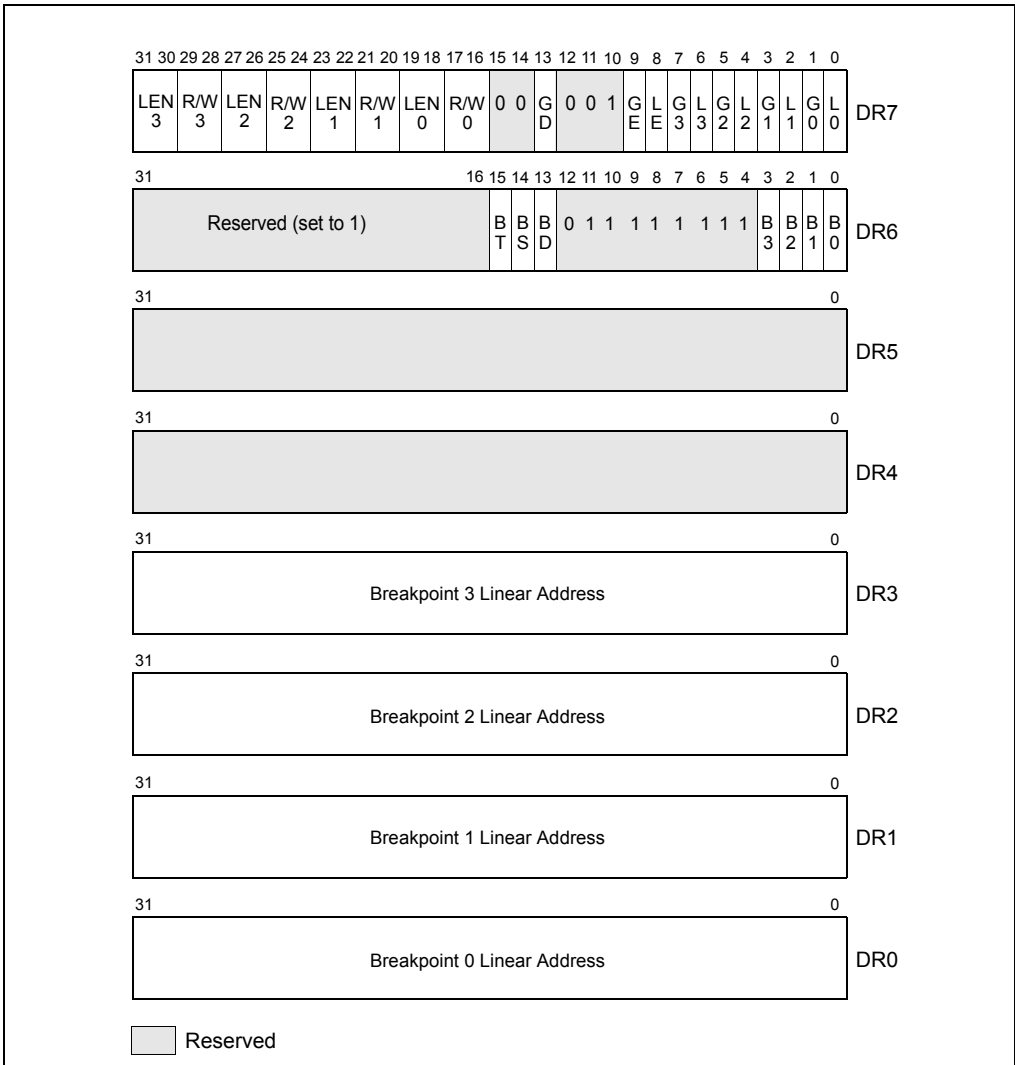 31 30 29 28 27 26 25 24 23 22 21 20 19 18 17 16 15 14 13 12 11 10 9 8 7 6 5 4 3 2 1 0
LEN 3 R/W 3 LEN 2 R/W 2 LEN 1 R/W 1 LEN 0 R/W 0 0 0 G D 0 0 1 G E L E G 3 L 3 G 2 L 2 G 1 L 1 G 0 L 0 DR7
31 16 15 14 13 12 11 10 9 8 7 6 5 4 3 2 1 0
Reserved (set to 1) B T B S B D 0 1 1 1 1 1 1 1 1 B 3 B 2 B 1 B 0 DR6
31 0
DR5
31 0
DR4
31 0
Breakpoint 3 Linear Address DR3
31 0
Breakpoint 2 Linear Address DR2
31 0
Breakpoint 1 Linear Address DR1
31 0
Breakpoint 0 Linear Address DR0
Reserved